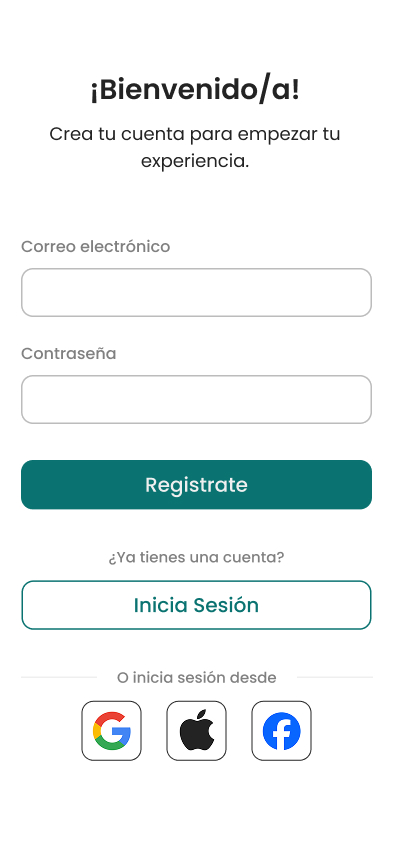 ¡Bienvenido/a!
Crea tu cuenta para empezar tu
experiencia.
Correo electrónico
Contraseña
Registrate
¿Ya tienes una cuenta?
Inicia Sesión
O inicia sesión desde